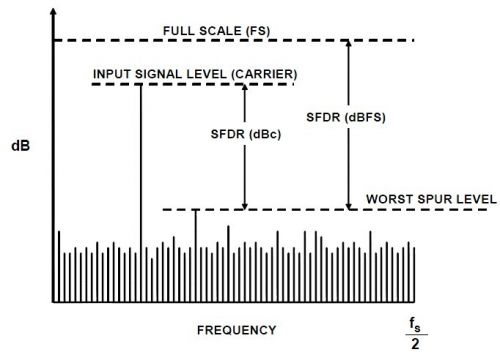 FULL SCALE (FS)
INPUT SIGNAL LEVEL (CARRIER)
SFDR (dBFS)
SFDR (dBc)
dB
WORST SPUR LEVEL
FREQUENCY
fs
2